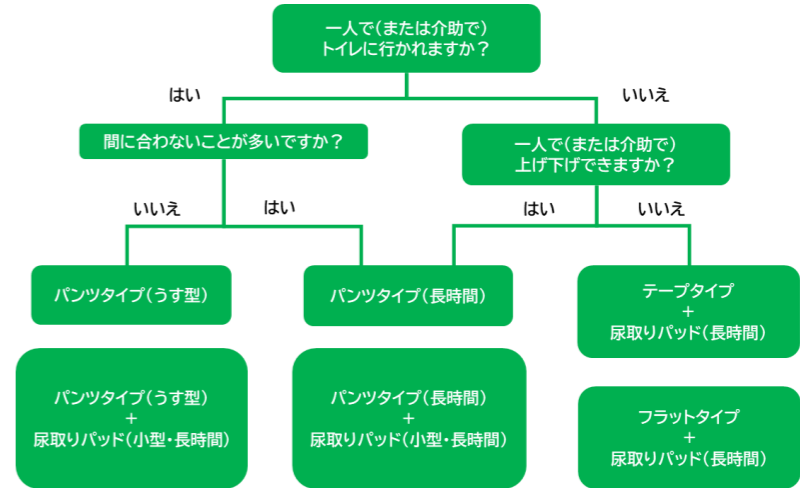 一人で(または介助で)
トイレに行かれますか？
はい
いいえ
間に合わないことが多いですか？
一人で(または介助で)
上げ下げできますか？
いいえ
はい
はい
いいえ
パンツタイプ(うす型)
パンツタイプ(長時間)
テープタイプ
+
尿取りパッド(長時間)
パンツタイプ(うす型)
+
尿取りパッド(小型・長時間)
パンツタイプ(長時間)
+
尿取りパッド(小型・長時間)
フラットタイプ
+
尿取りパッド(長時間)